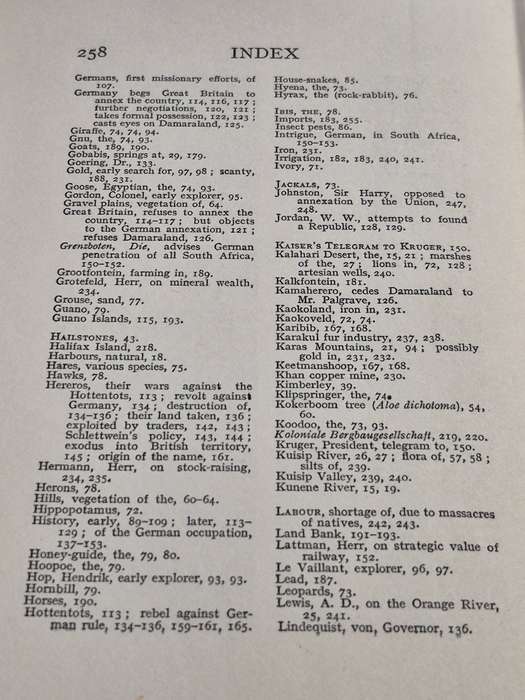 258
INDEX
Germans, first missionary efforts, of
107.
Germany begs Great Britain to
annex the country, 114, 116, 117 ;
further negotiations, 120, 121 ;
takes formal possession, 122, 123 ;
casts eyes on Damaraland, 125.
Giraffe, 74, 74, 94.
Gnu, the, 74, 93.
Goats, 189, 190.
Gobabis, springs at, 29, 179.
Goering, Dr., 133.
Gold, early search for, 97, 98 ; scanty,
188, 231.
Goose, Egyptian, the, 74, 93.
Gordon, Colonel, early explorer, 95.
Gravel plains, vegetation of, 64.
Great Britain, refuses to annex the
country, 114-117 ; but objects
to the German annexation, 121 ;
refuses Damaraland, 126.
Grenzboten, Die, advises German
penetration of all South Africa,
150-152.
Grootfontein, farming in, 189.
Grotefeld, Herr, on mineral wealth,
234.
Grouse, sand, 77.
Guano, 79.
Guano Islands, 115, 193.
HAILSTONES, 43.
Halifax Island, 218.
Harbours, natural, 18.
Hares, various species, 75.
Hawks, 78.
Hereros, their wars against the
Hottentots, 113 ; revolt against
Germany, 134 ; destruction of,
134-136 ; their land taken, 136 ;
exploited by traders, 142, 143 ;
Schlettwein's policy, 143, 144 ;
exodus into British territory,
145 ; origin of the name, 161.
Hermann, Herr, on stock-raising,
234, 235.
Herons, 78.
Hills, vegetation of the, 60-64.
Hippopotamus, 72.
History, early, 89-109 ; later, 113-
129 ; of the German occupation,
137-153.
Honey-guide, the, 79, 80.
Hoopoe, the, 79.
Hop, Hendrik, early explorer, 93, 93.
Hornbill, 79.
Horses, 190.
Hottentots, 113 ; rebel against Ger-
man rule, 134-136, 159-161, 165.
House-snakes, 85.
Hyena, the, 73.
Hyrax, the (rock-rabbit), 76.
IBIS, THE, 78.
Imports, 183, 255.
Insect pests, 86.
Intrigue, German, in South Africa,
150-153.
Iron, 231.
Irrigation, 182, 183, 240, 241.
Ivory, 71.
JACKALS, 73.
Johnston, Sir Harry, opposed to
annexation by the Union, 247,
248.
Jordan, W. W., attempts to found
a Republic, 128, 129.
KAISER'S TELEGRAM TO KRUGER, 150.
Kalahari Desert, the, 15, 21 ; marshes
of the, 27 ; lions in, 72, 128 ;
artesian wells, 240.
Kalkfontein, 181.
Kamaherero, cedes Damaraland to
Mr. Palgrave, 126.
Kaokoland, iron in, 231.
Kaokoveld, 72, 74.
Karibib, 167, 168.
Karakul fur industry, 237, 238.
Karas Mountains, 21, 94 ; possibly
gold in, 231, 232.
Keetmanshoop, 167, 168.
Khan copper mine, 230.
Kimberley, 39.
Klipspringer, the, 74.
Kokerboom tree (Aloe dichotoma), 54,
60.
Koodoo, the, 73, 93.
Koloniale Bergbaugesellschaft, 219, 220.
Kruger, President, telegram to, 150.
Kuisip River, 26, 27 ; flora of, 57, 58 ;
silts of, 239.
Kuisip Valley, 239, 240.
Kunene River, 15, 19.
LABOUR, shortage of, due to massacres
of natives, 242, 243.
Land Bank, 191-193.
Lattman, Herr, on strategic value of
railway, 152.
Le Vaillant, explorer, 96, 97.
Lead, 187.
Leopards, 73.
Lewis, A. D., on the Orange River,
25, 241.
Lindequist, von, Governor, 136.